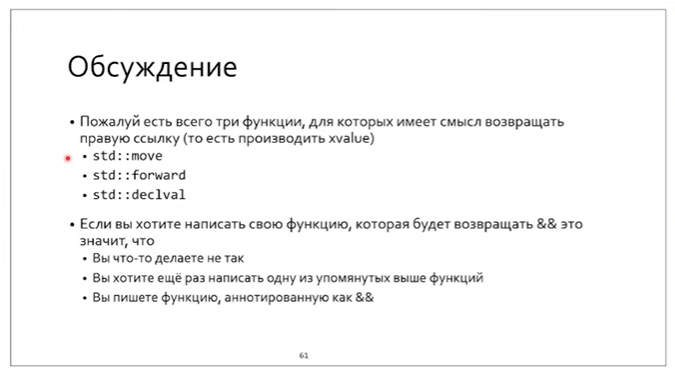 Обсуждение
• Пожалуй есть всего три функции, для которых имеет смысл возвращать
правую ссылку (то есть производить xvalue)
• std::move
• std::forward
• std::declval
• Если вы хотите написать свою функцию, которая будет возвращать && это
значит, что
• Вы что-то делаете не так
• Вы хотите ещё раз написать одну из упомянутых выше функций
• Вы пишете функцию, аннотированную как &&
61